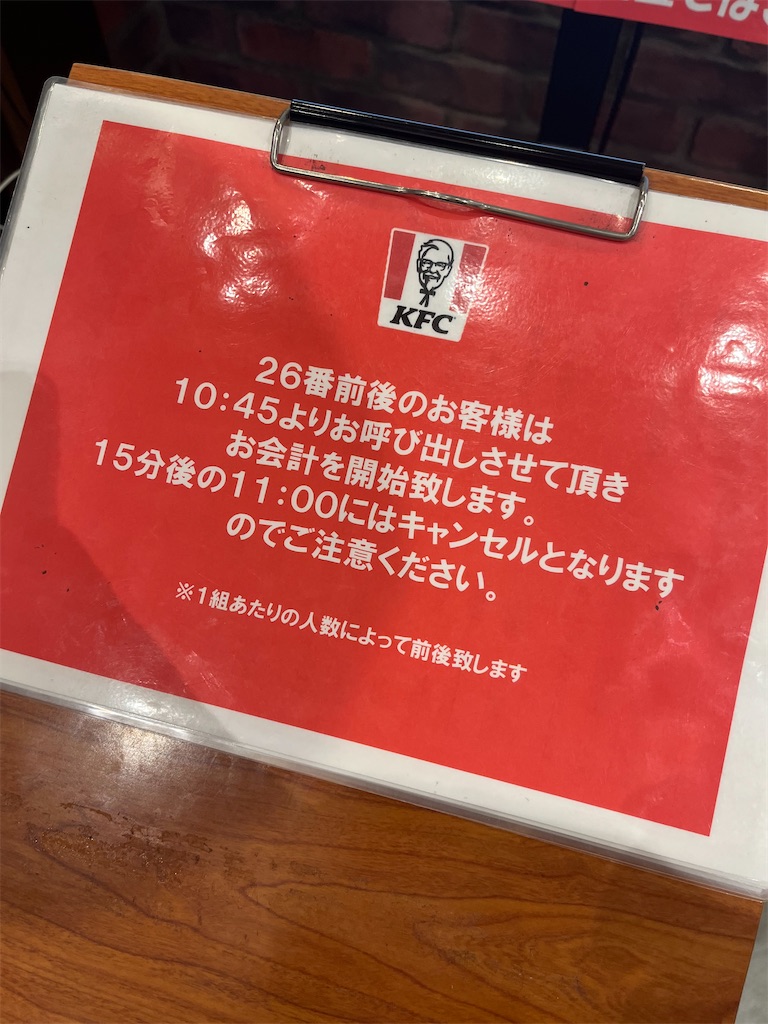 KFC
26番前後のお客様は
10:45よりお呼び出しさせて頂き
お会計を開始致します。
15分後の11:00にはキャンセルとなります
のでご注意ください。
※1組あたりの人数によって前後致します